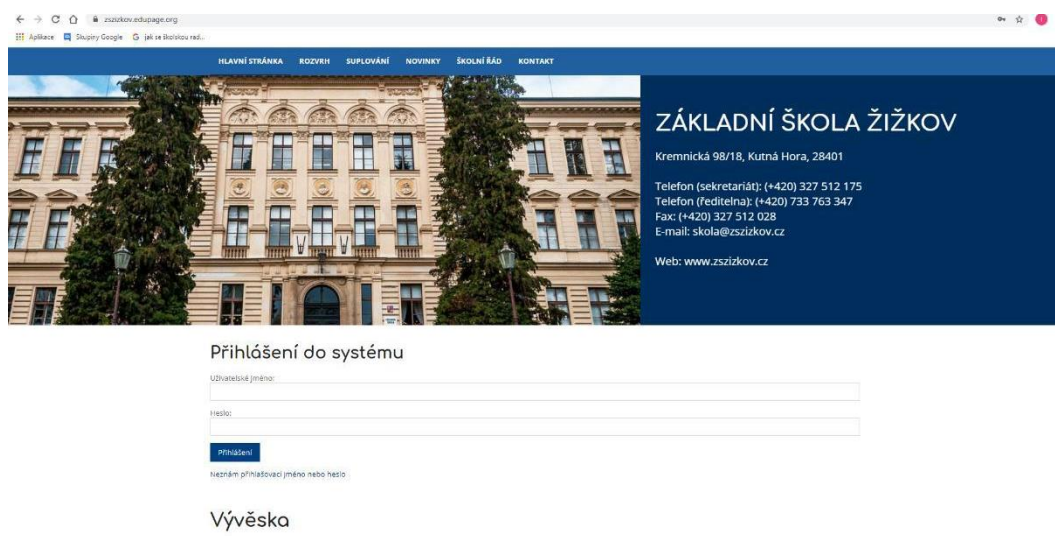 zszizkov.edupage.org
Aplikace Skupiny Google G jak se školskou rad...
HLAVNÍ STRÁNKA ROZVRH SUPLOVÁNÍ NOVINKY ŠKOLNÍ ŘÁD KONTAKT
ZÁKLADNÍ ŠKOLA ŽIŽKOV
Kremnická 98/18, Kutná Hora, 28401
Telefon (sekretariát): (+420) 327 512 175
Telefon (ředitelna): (+420) 733 763 347
Fax: (+420) 327 512 028
E-mail: skola@zszizkov.cz
Web: www.zszizkov.cz
Přihlášení do systému
Uživatelské jméno:
Heslo:
Přihlášení
Neznám přihlašovací jméno nebo heslo
Vývěska